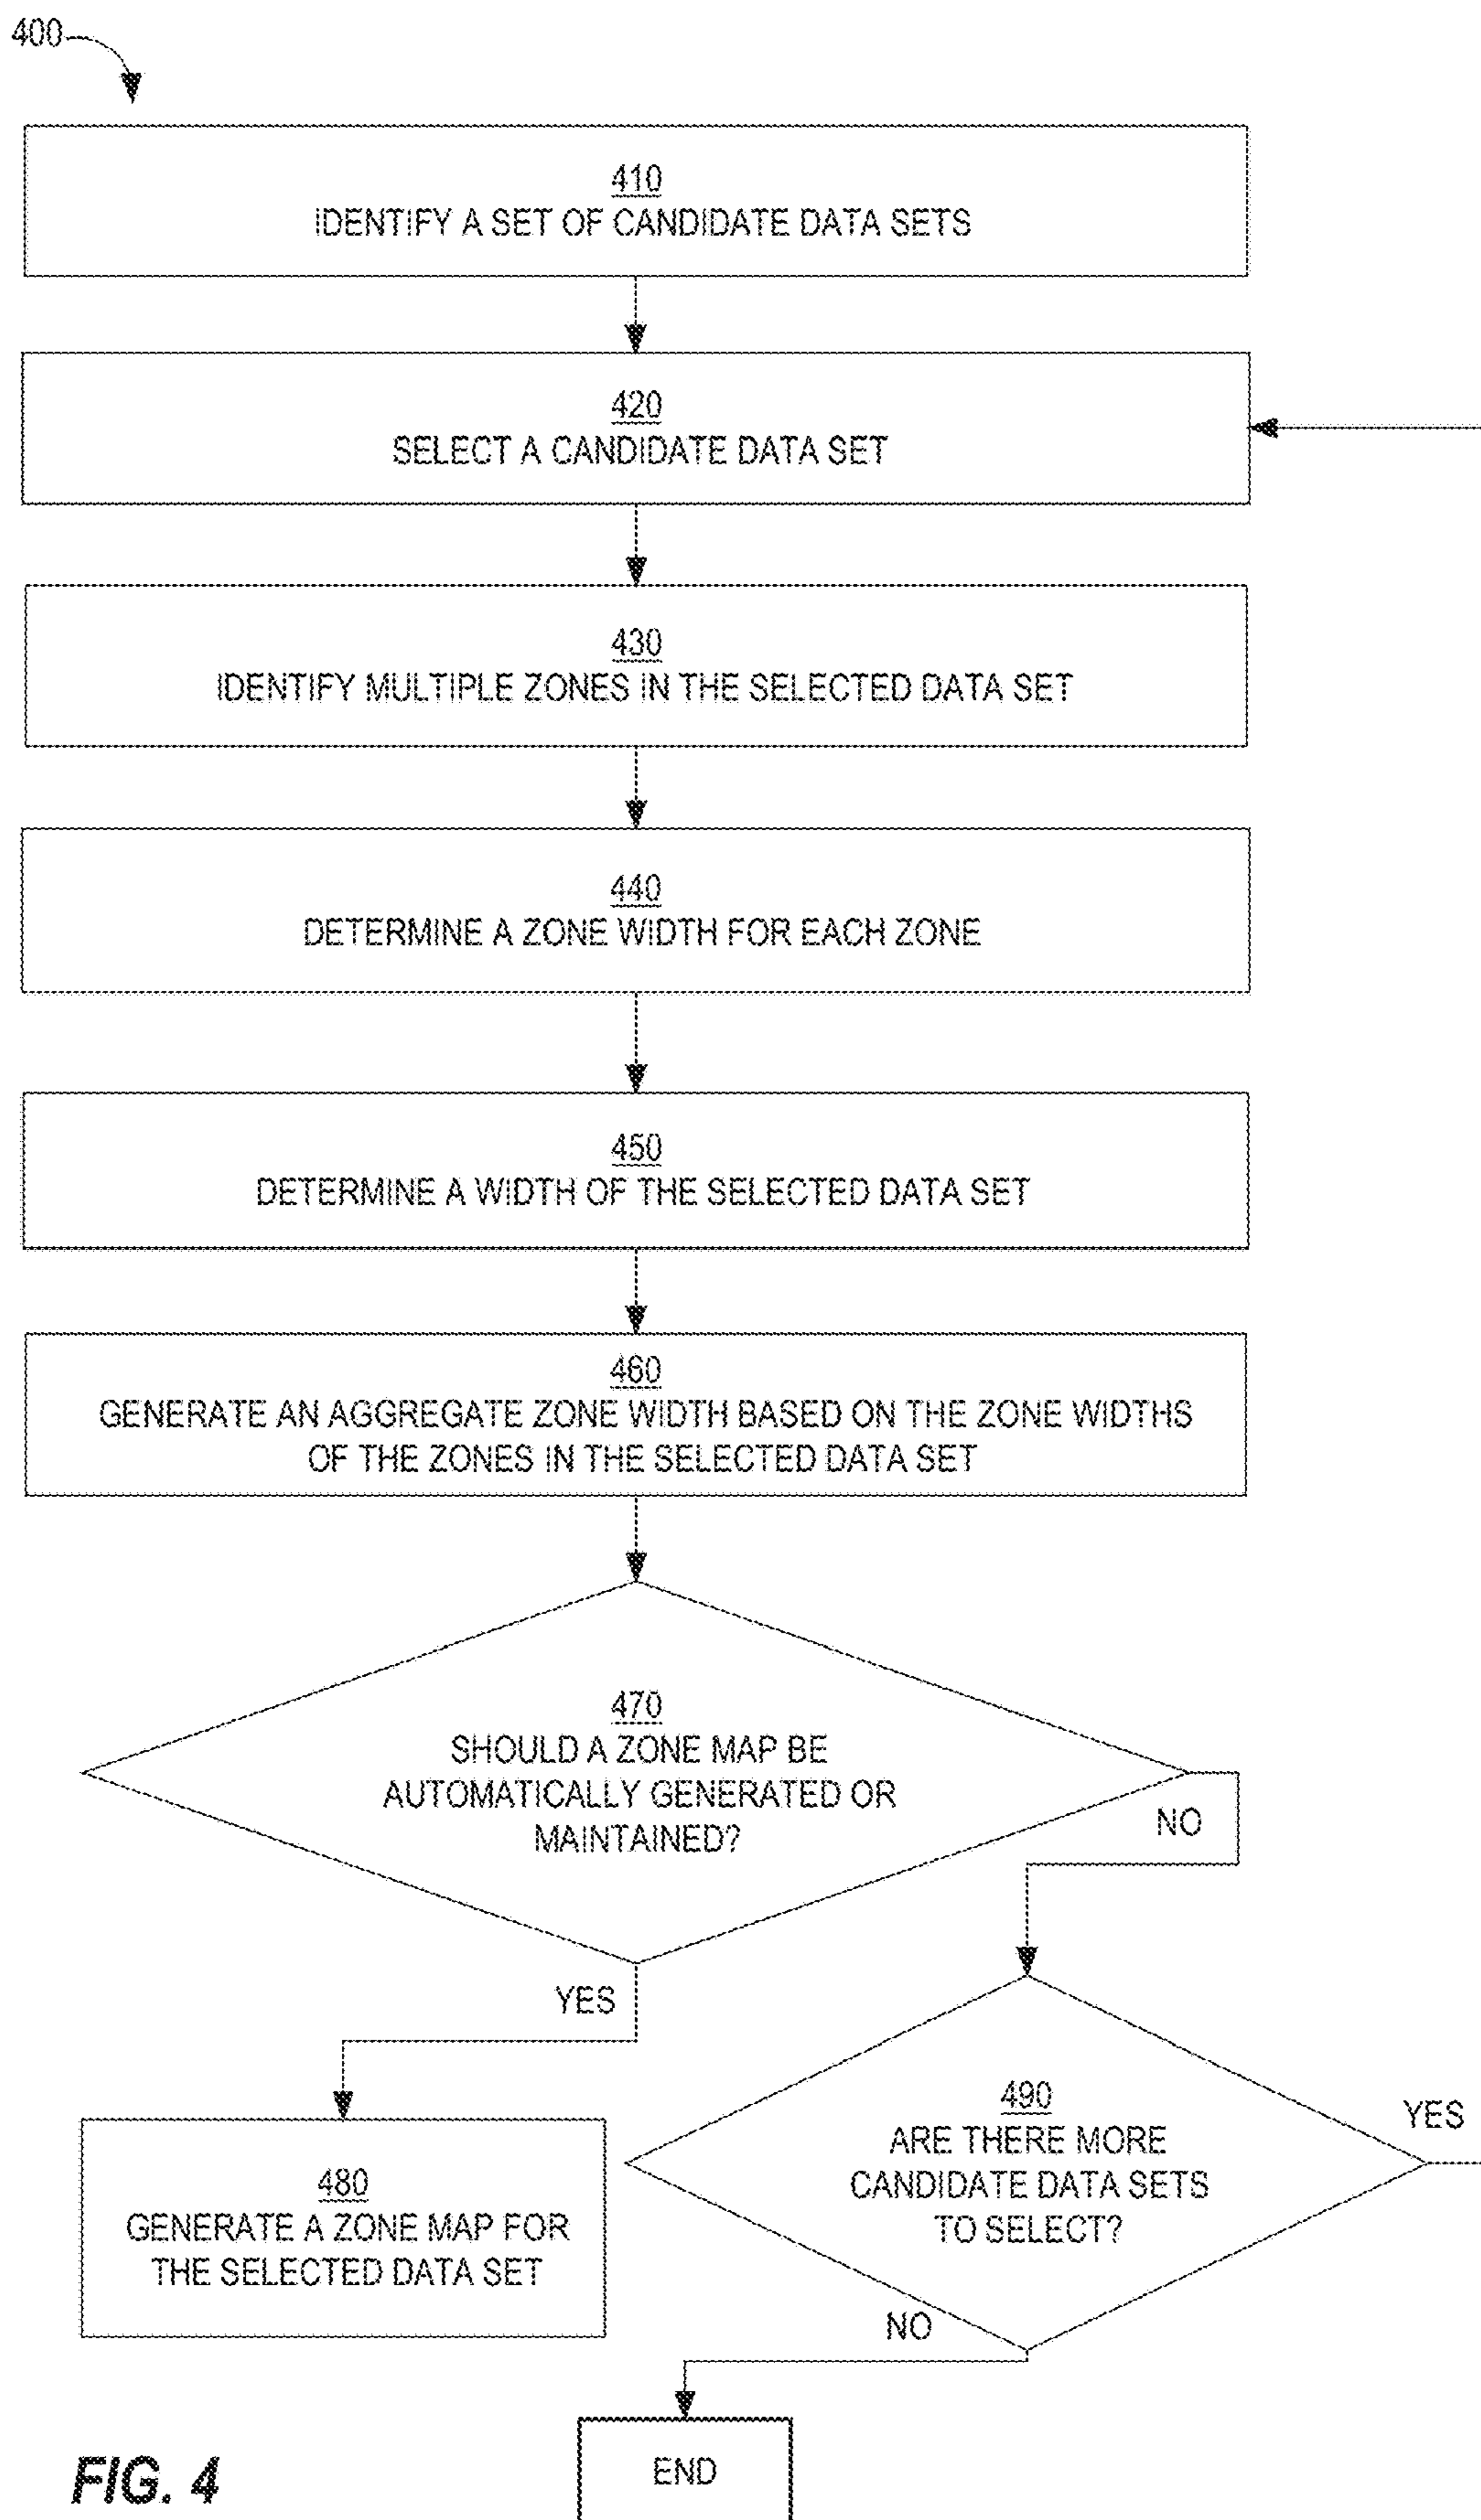 400
410
IDENTIFY A SET OF CANDIDATE DATA SETS
420
SELECT A CANDIDATE DATA SET
430
IDENTIFY MULTIPLE ZONES IN THE SELECTED DATA SET
440
DETERMINE A ZONE WIDTH FOR EACH ZONE
450
DETERMINE A WIDTH OF THE SELECTED DATA SET
460
GENERATE AN AGGREGATE ZONE WIDTH BASED ON THE ZONE WIDTHS
OF THE ZONES IN THE SELECTED DATA SET
470
SHOULD A ZONE MAP BE
AUTOMATICALLY GENERATED OR
MAINTAINED?
NO
YES
490
ARE THERE MORE
CANDIDATE DATA SETS
TO SELECT?
YES
480
GENERATE A ZONE MAP FOR
THE SELECTED DATA SET
NO
END
FIG. 4